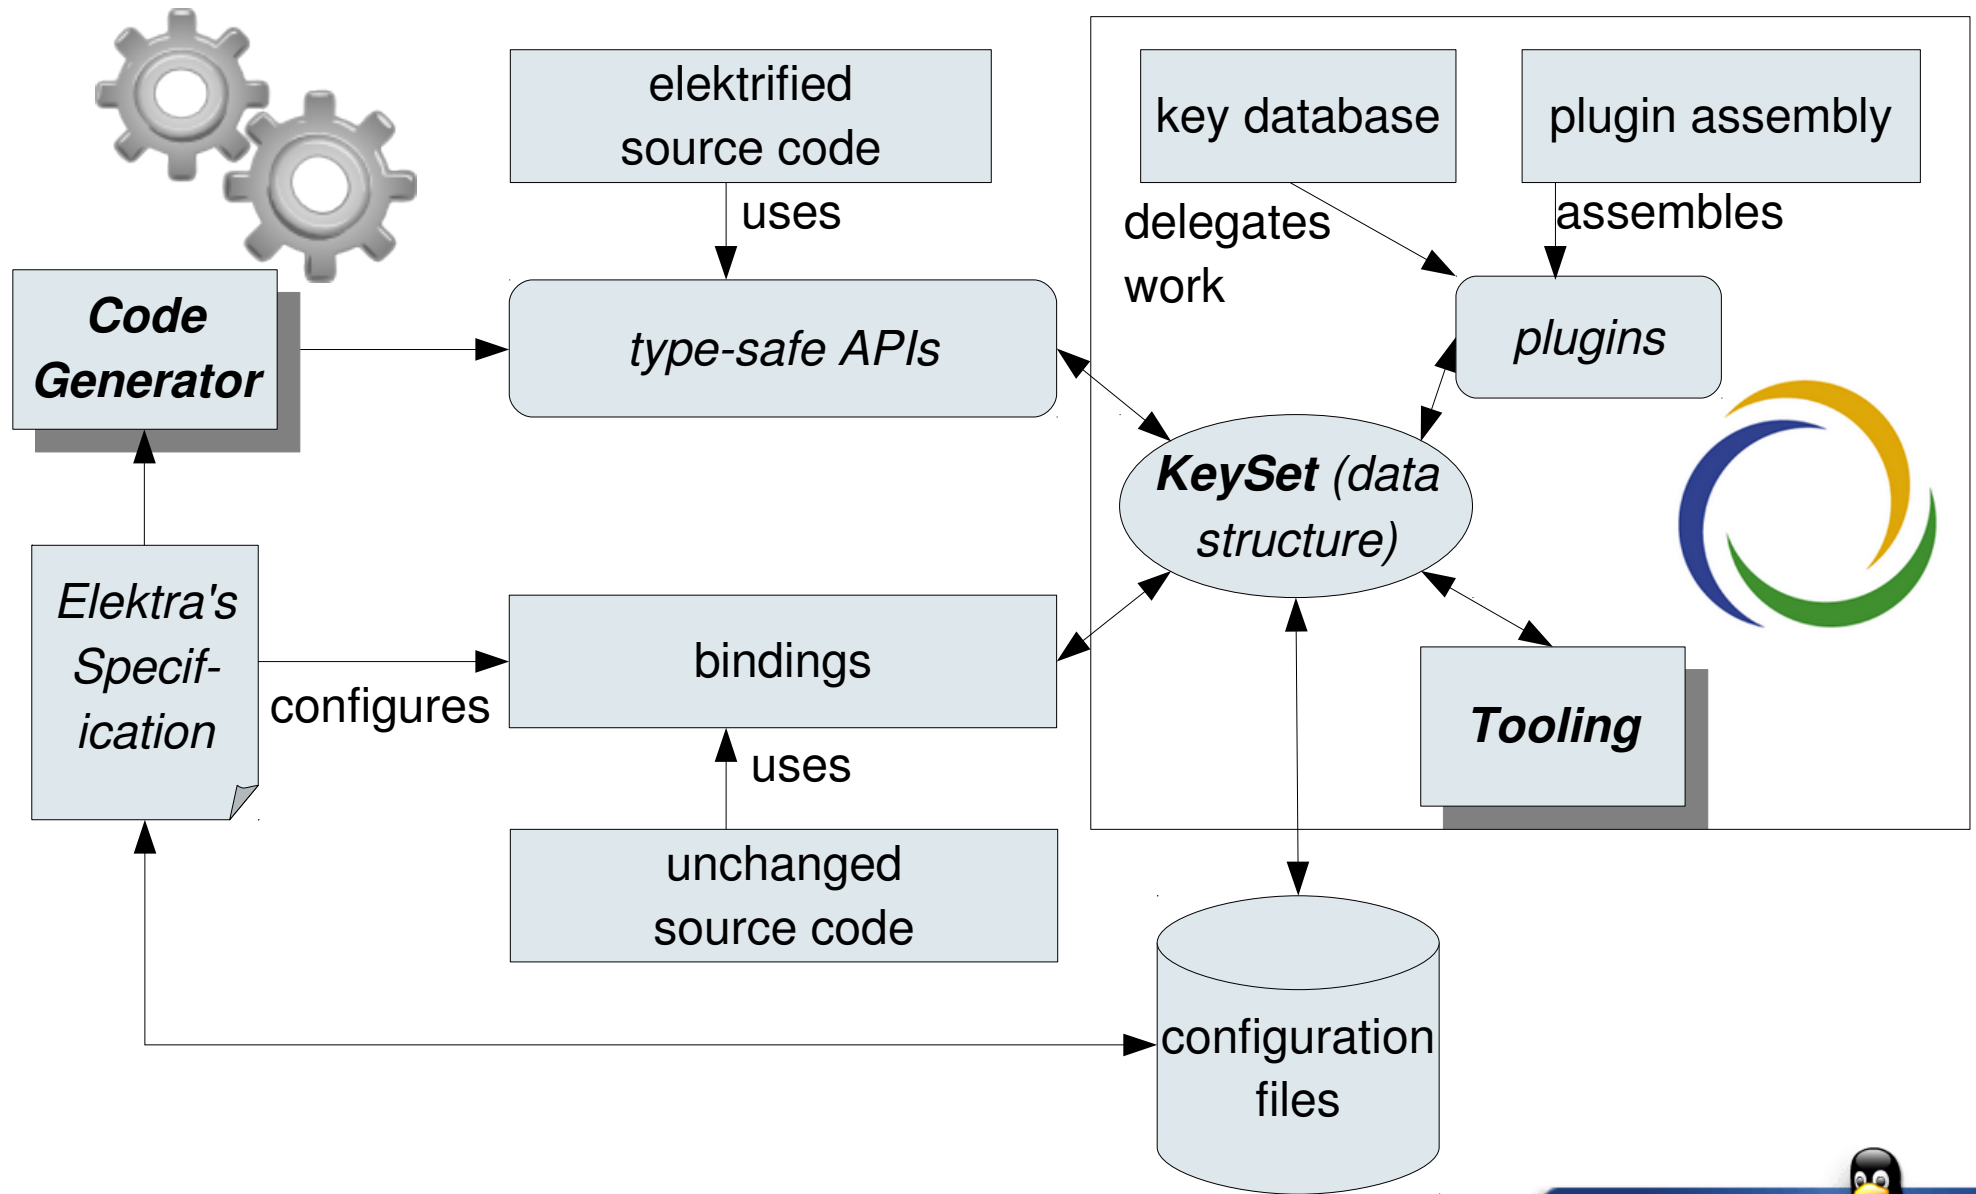 elektrified
source code
key database
plugin assembly
uses
delegates
work
assembles
Code
Generator
type-safe APIs
plugins
KeySet (data
structure)
Elektra's
Specif-
ication
configures
bindings
Tooling
uses
unchanged
source code
configuration
files